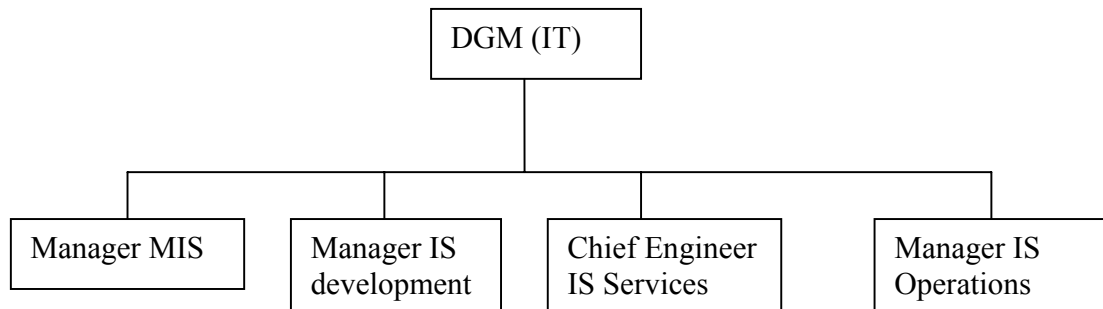 DGM (IT)
Manager MIS
Manager IS
development
Chief Engineer
IS Services
Manager IS
Operations